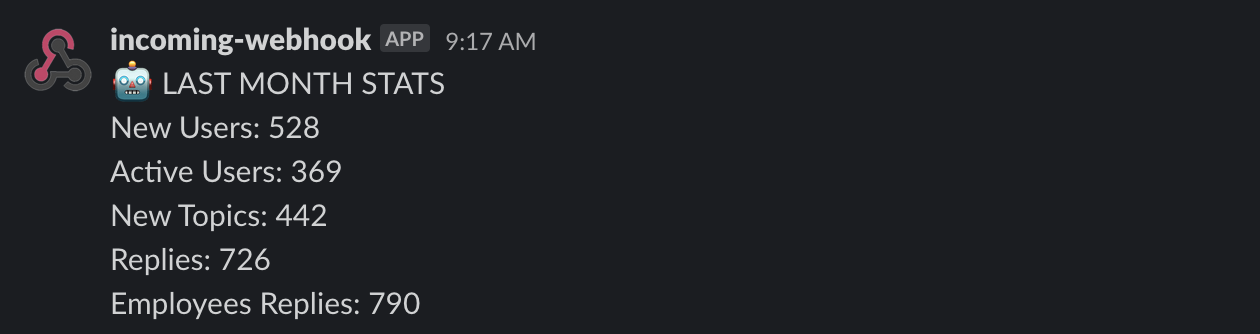 incoming-webhook APP 9:17 AM
LAST MONTH STATS
New Users: 528
Active Users: 369
New Topics: 442
Replies: 726
Employees Replies: 790